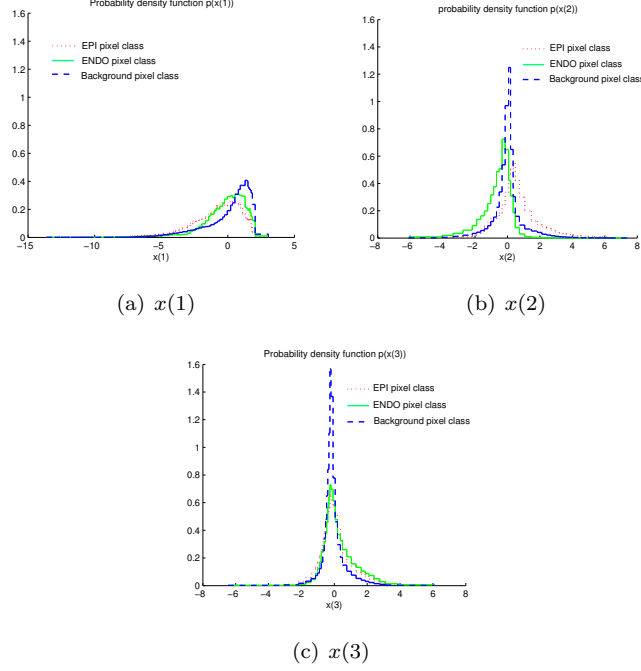 Probability density function p(x(1))
1.6
1.4
1.2
1
0.8
0.6
0.4
0.2
0
−15
−10
−5
0
5
x(1)
EPI pixel class
ENDO pixel class
Background pixel class
(a) x(1)
probability density function p(x(2))
1.6
1.4
1.2
1
0.8
0.6
0.4
0.2
0
−8
−6
−4
−2
0
2
4
6
8
x(2)
EPI pixel class
ENDO pixel class
Background pixel class
(b) x(2)
Probability density function p(x(3))
1.6
1.4
1.2
1
0.8
0.6
0.4
0.2
0
−8
−6
−4
−2
0
2
4
6
8
x(3)
EPI pixel class
ENDO pixel class
Background pixel class
(c) x(3)